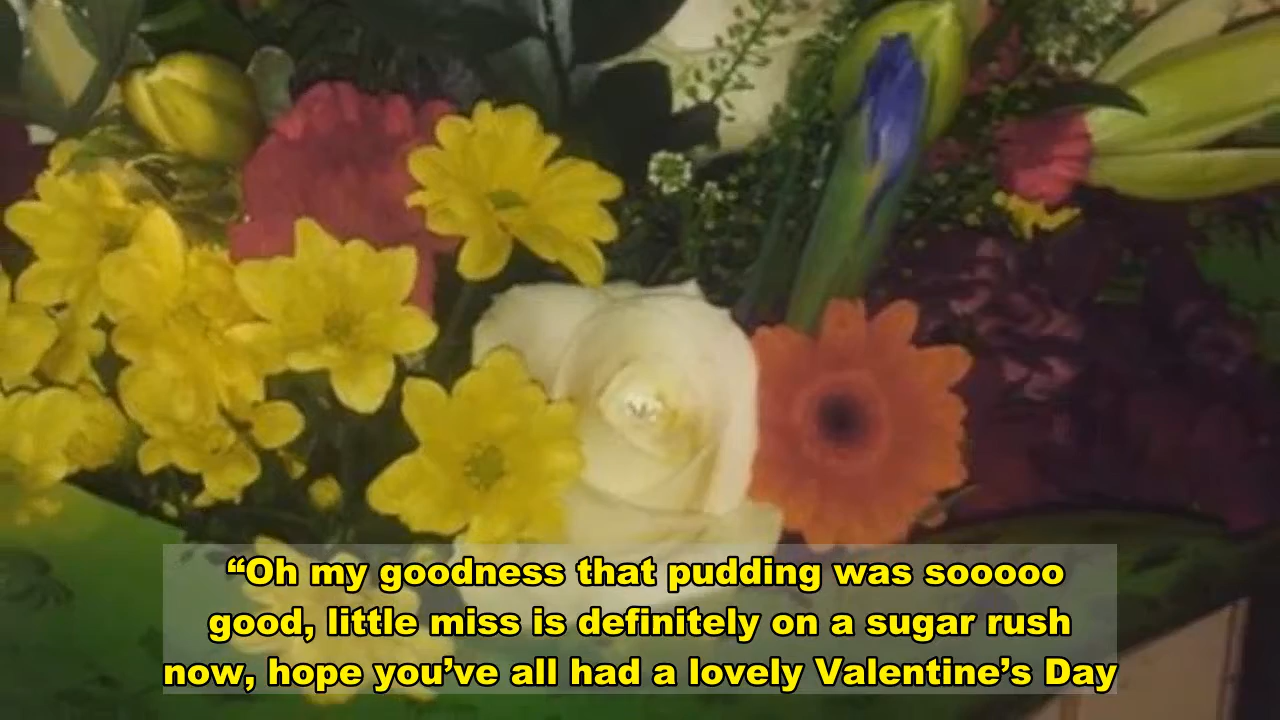 “Oh my goodness that pudding was sooooo
good, little miss is definitely on a sugar rush
now, hope you’ve all had a lovely Valentine’s Day